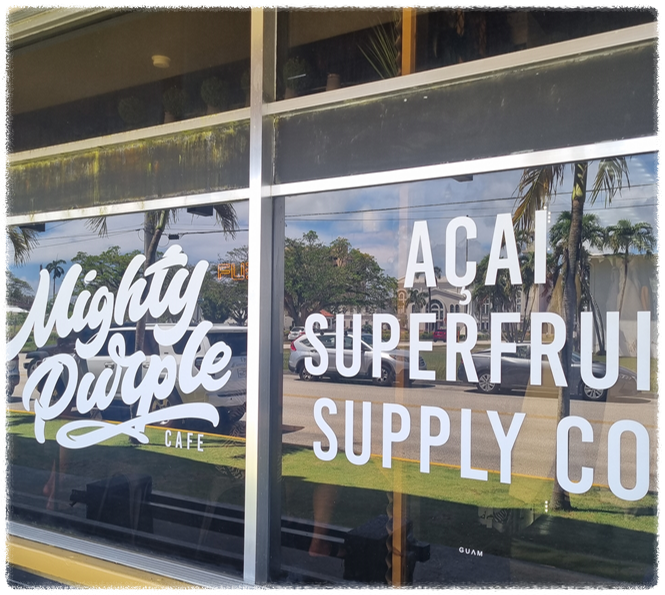 Mighty
Purple
CAFE
AÇAI
SUPERFRUI
SUPPLY CO
GUAM